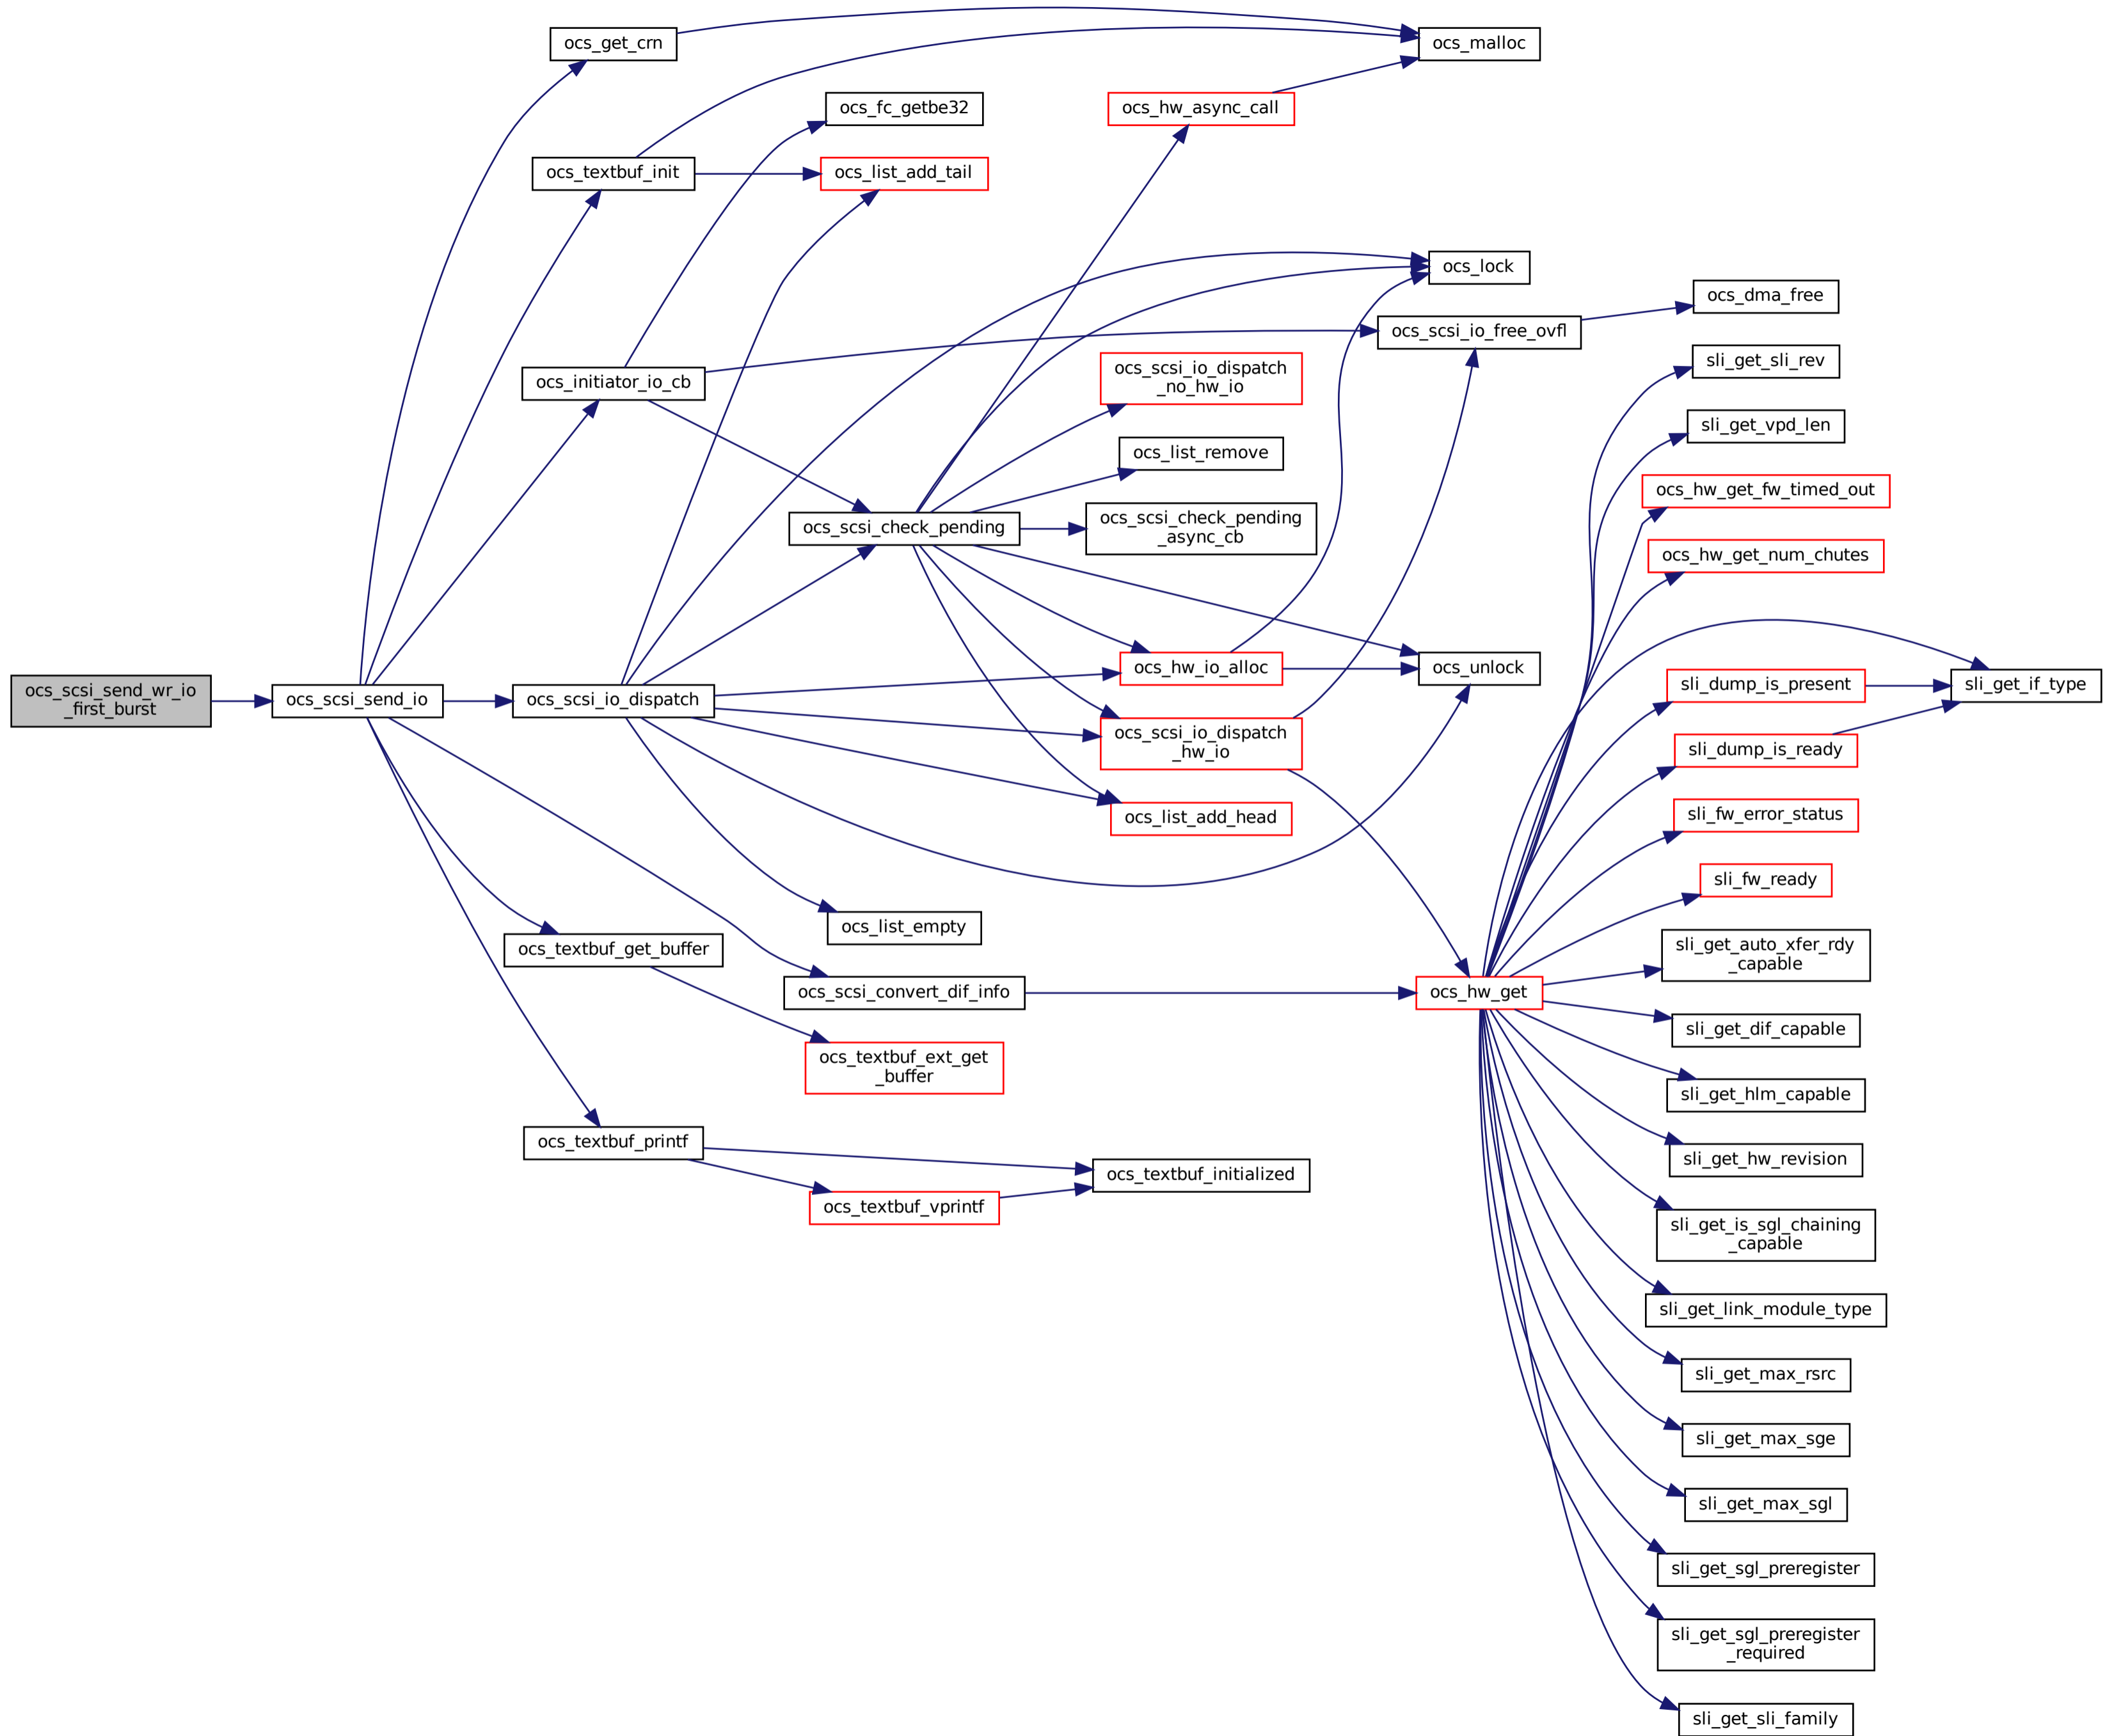 ocs_scsi_send_wr_io
_first_burst
ocs_scsi_send_io
ocs_get_crn
ocs_textbuf_init
ocs_initiator_io_cb
ocs_scsi_io_dispatch
ocs_textbuf_get_buffer
ocs_textbuf_printf
ocs_fc_getbe32
ocs_list_add_tail
ocs_scsi_check_pending
ocs_list_empty
ocs_scsi_convert_dif_info
ocs_textbuf_ext_get
_buffer
ocs_textbuf_vprintf
ocs_hw_async_call
ocs_scsi_io_dispatch
_no_hw_io
ocs_list_remove
ocs_scsi_check_pending
_async_cb
ocs_hw_io_alloc
ocs_scsi_io_dispatch
_hw_io
ocs_list_add_head
ocs_textbuf_initialized
ocs_malloc
ocs_lock
ocs_scsi_io_free_ovfl
ocs_unlock
ocs_hw_get
ocs_dma_free
sli_get_sli_rev
sli_get_vpd_len
ocs_hw_get_fw_timed_out
ocs_hw_get_num_chutes
sli_dump_is_present
sli_dump_is_ready
sli_fw_error_status
sli_fw_ready
sli_get_auto_xfer_rdy
_capable
sli_get_dif_capable
sli_get_hlm_capable
sli_get_hw_revision
sli_get_is_sgl_chaining
_capable
sli_get_link_module_type
sli_get_max_rsrc
sli_get_max_sge
sli_get_max_sgl
sli_get_sgl_preregister
sli_get_sgl_preregister
_required
sli_get_sli_family
sli_get_if_type